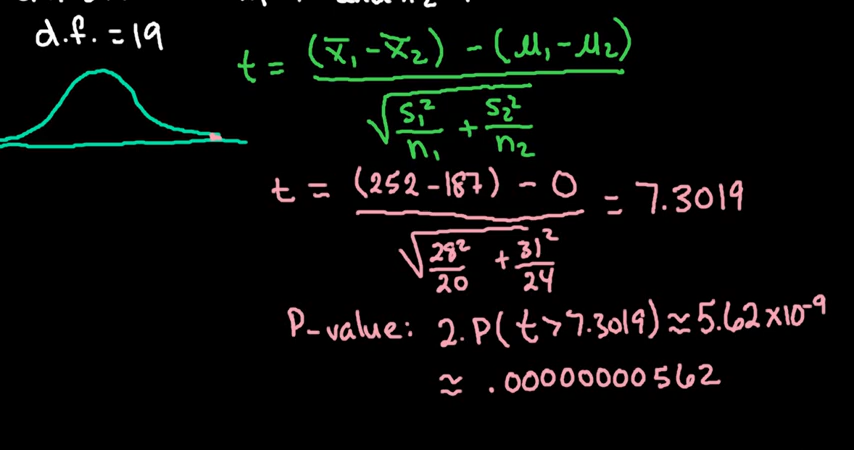 d.f. = 19
t = (x̄₁ - x̄₂) - (μ₁ - μ₂)
√ s₁²/n₁ + s₂²/n₂
t = (252 - 187) - 0 = 7.3019
√ 28²/20 + 31²/24
P-value: 2.P(t > 7.3019) ≈ 5.62 × 10⁻⁹
≈ .00000000562